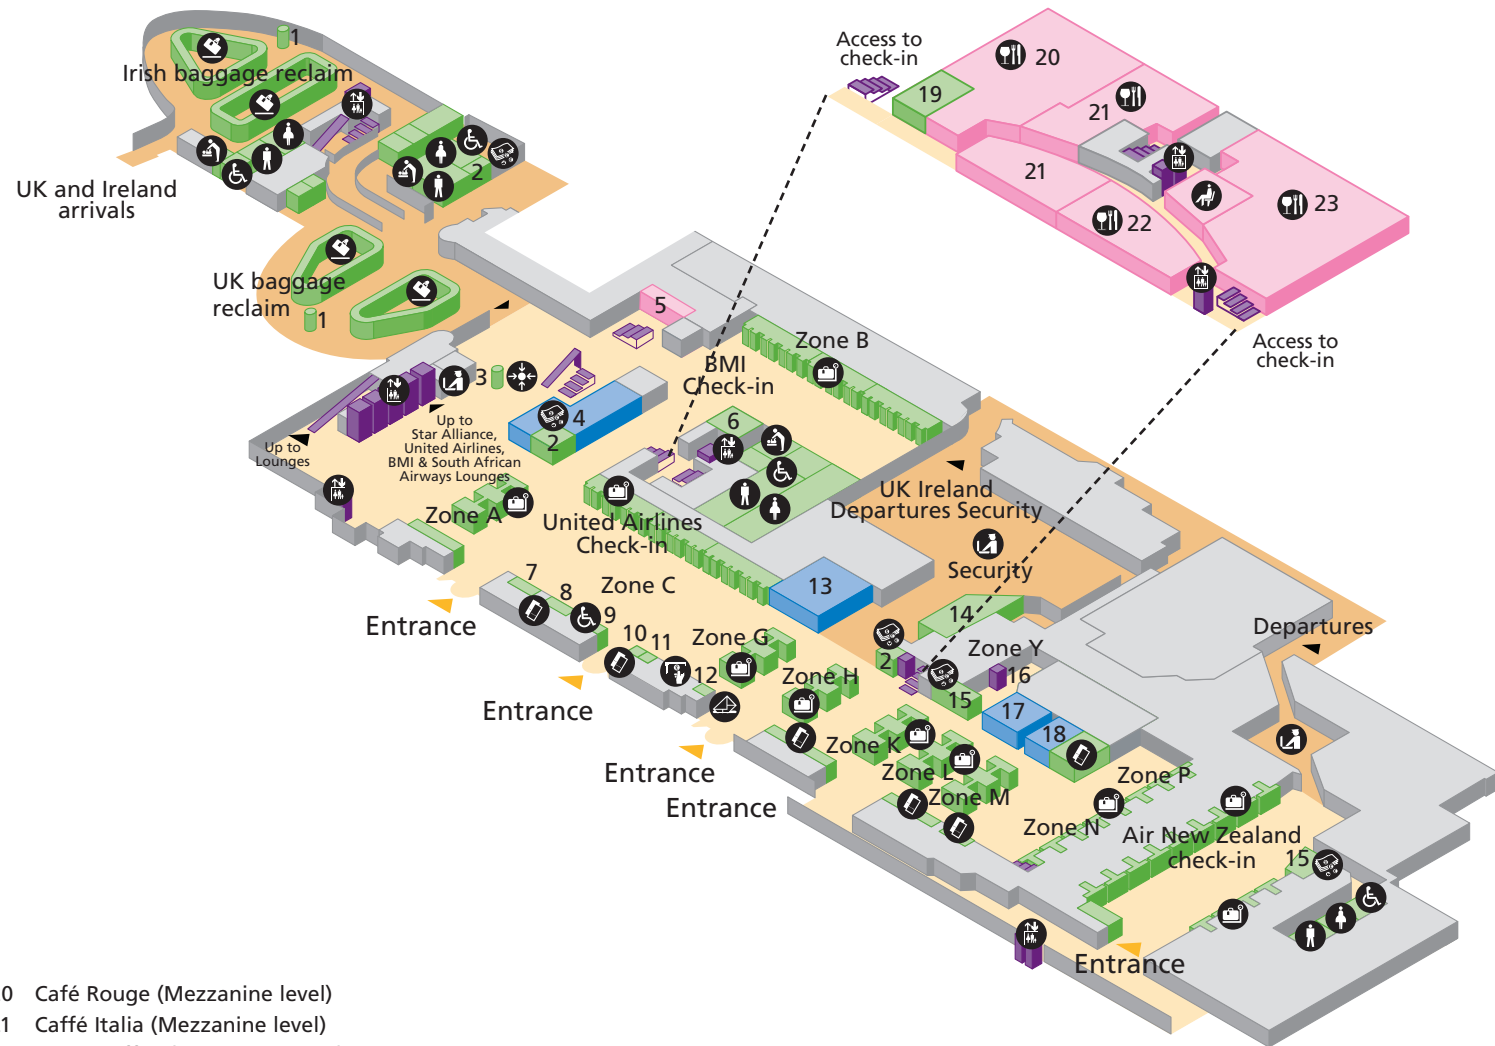 1
Irish baggage reclaim
2
UK and Ireland
arrivals
UK baggage
reclaim
1
Access to
check-in
19
20
21
21
22
23
Access to
check-in
5
Zone B
BMI
Check-in
3
4
2
6
Up to
Lounges
Up to
Star Alliance,
United Airlines,
BMI & South African
Airways Lounges
Zone A
United Airlines
Check-in
UK Ireland
Departures Security
Security
7
8
9
Zone C
13
14
Entrance
10
11
12
Zone G
Zone H
2
Zone Y
15
16
17
18
Departures
Entrance
Zone K
Zone L
Zone M
Zone N
Zone P
Entrance
Entrance
Air New Zealand
check-in
15
Entrance
0 Café Rouge (Mezzanine level)
1 Caffé Italia (Mezzanine level)